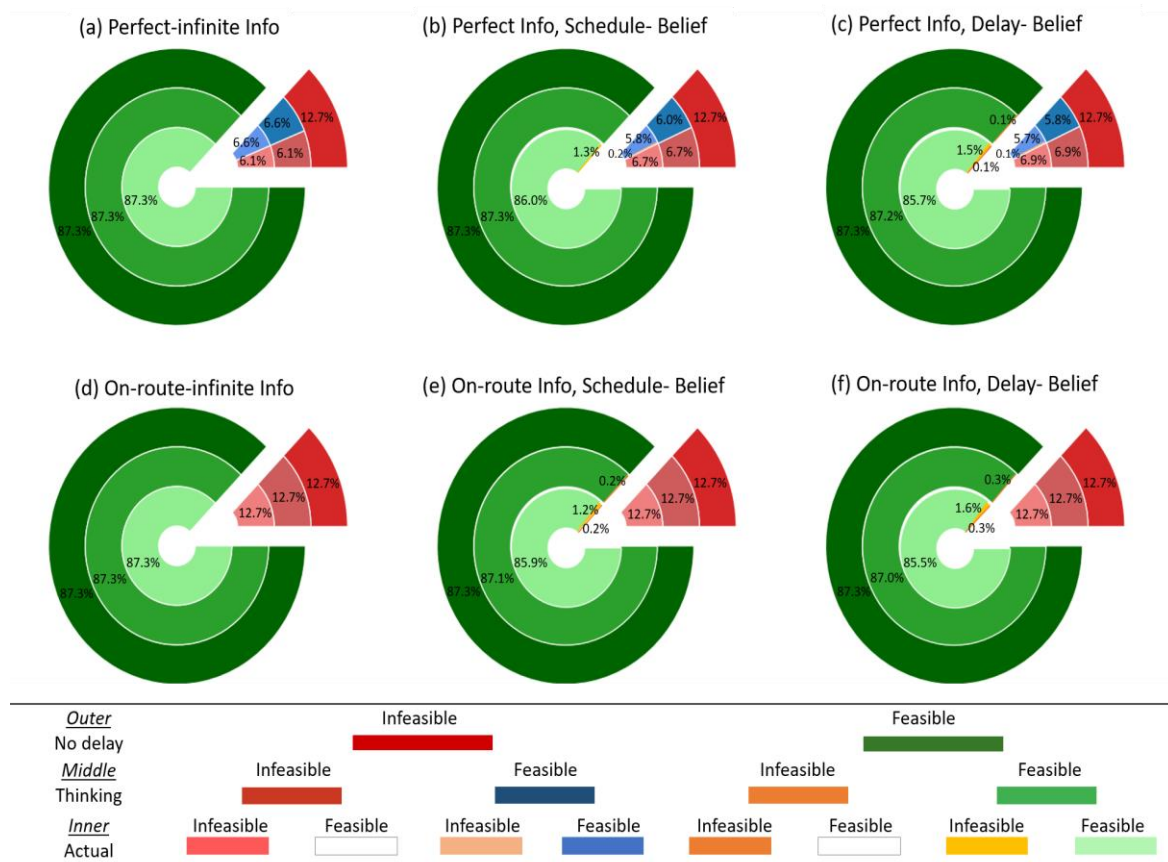 (a) Perfect-infinite Info
(b) Perfect Info, Schedule- Belief
(c) Perfect Info, Delay- Belief
6.6% 12.7%
6.6%
6.1% 6.1%
87.3%
87.3%
87.3%
6.0% 12.7%
5.8%
1.3% 0.2%
6.7% 6.7%
86.0%
87.3%
87.3%
0.1% 5.8% 12.7%
5.7%
1.5% 0.1%
0.1% 6.9% 6.9%
85.7%
87.2%
87.3%
(d) On-route-infinite Info
(e) On-route Info, Schedule- Belief
(f) On-route Info, Delay- Belief
12.7%
12.7%
12.7%
87.3%
87.3%
87.3%
0.2% 12.7%
12.7%
1.2% 12.7%
0.2%
85.9%
87.1%
87.3%
0.3% 12.7%
12.7%
1.6% 12.7%
0.3%
85.5%
87.0%
87.3%
Outer Infeasible Feasible
No delay
Middle Infeasible Feasible Infeasible Feasible
Thinking
Inner Infeasible Feasible Infeasible Feasible Infeasible Feasible Infeasible Feasible
Actual